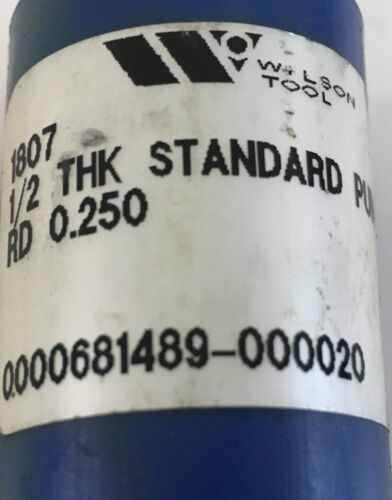 WILSON
TOOL
1807
1/2 THK STANDARD
RD 0.250
0000681489-000020